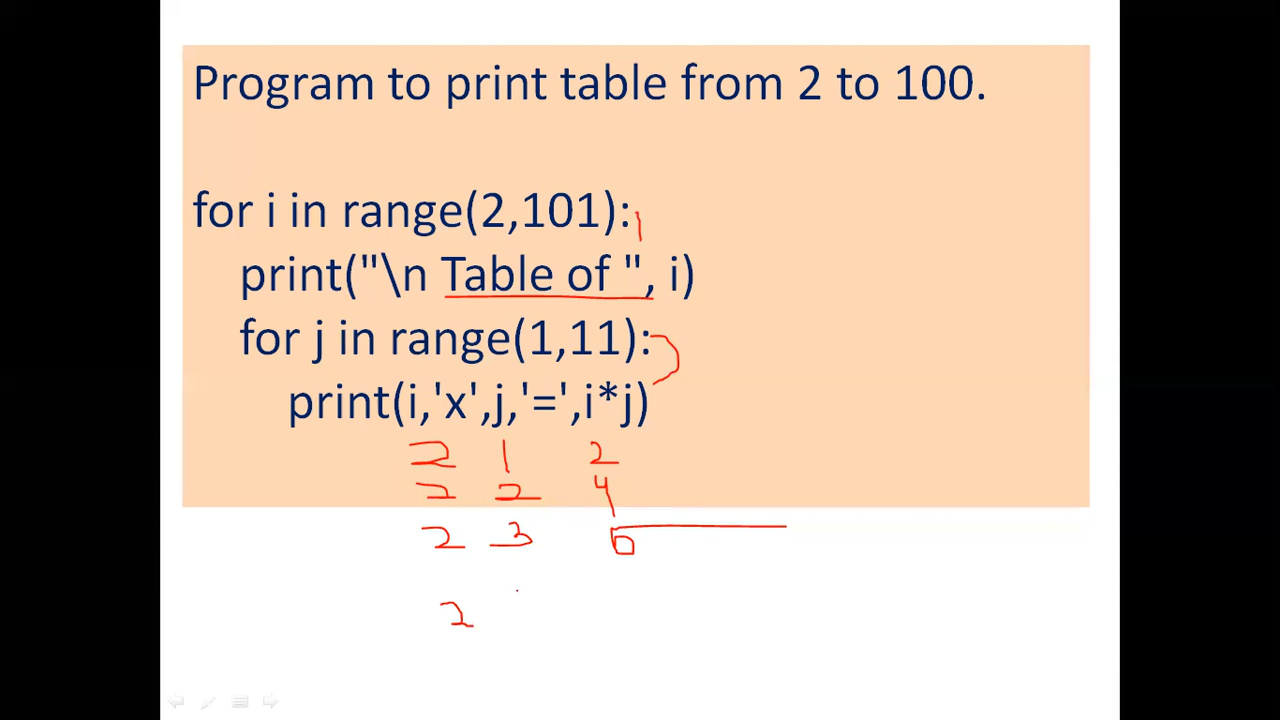 Program to print table from 2 to 100.
for i in range(2,101):
print("\n Table of ", i)
for j in range(1,11):
print(i,'x',j,'=',i*j)
2 1 2
2 2 4
2 3 6
2